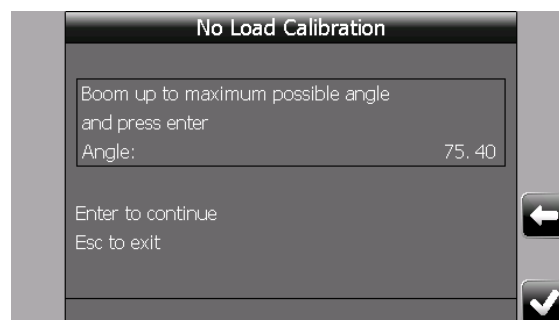 No Load Calibration
Boom up to maximum possible angle
and press enter
Angle: 75.40
Enter to continue
Esc to exit